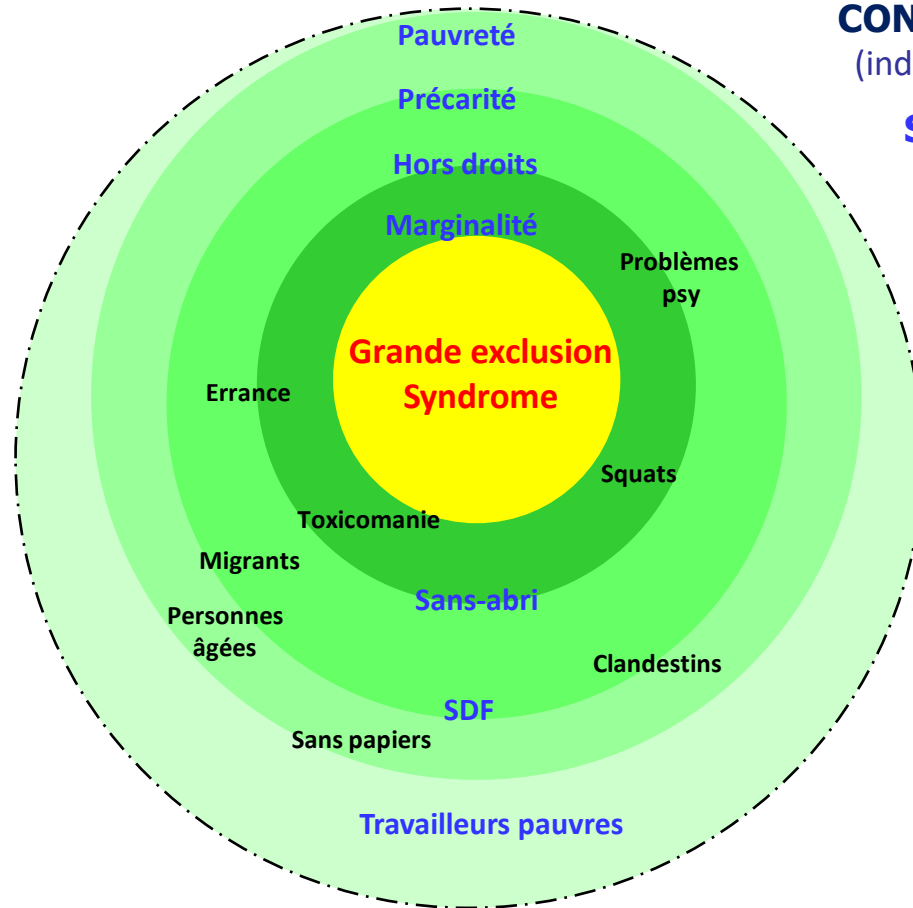 CON
(ind
S
Pauvreté
Précarité
Hors droits
Marginalité
Problèmes
psy
Grande exclusion
Syndrome
Errance
Squats
Toxicomanie
Migrants
Sans-abri
Personnes
âgées
Clandestins
SDF
Sans papiers
Travailleurs pauvres